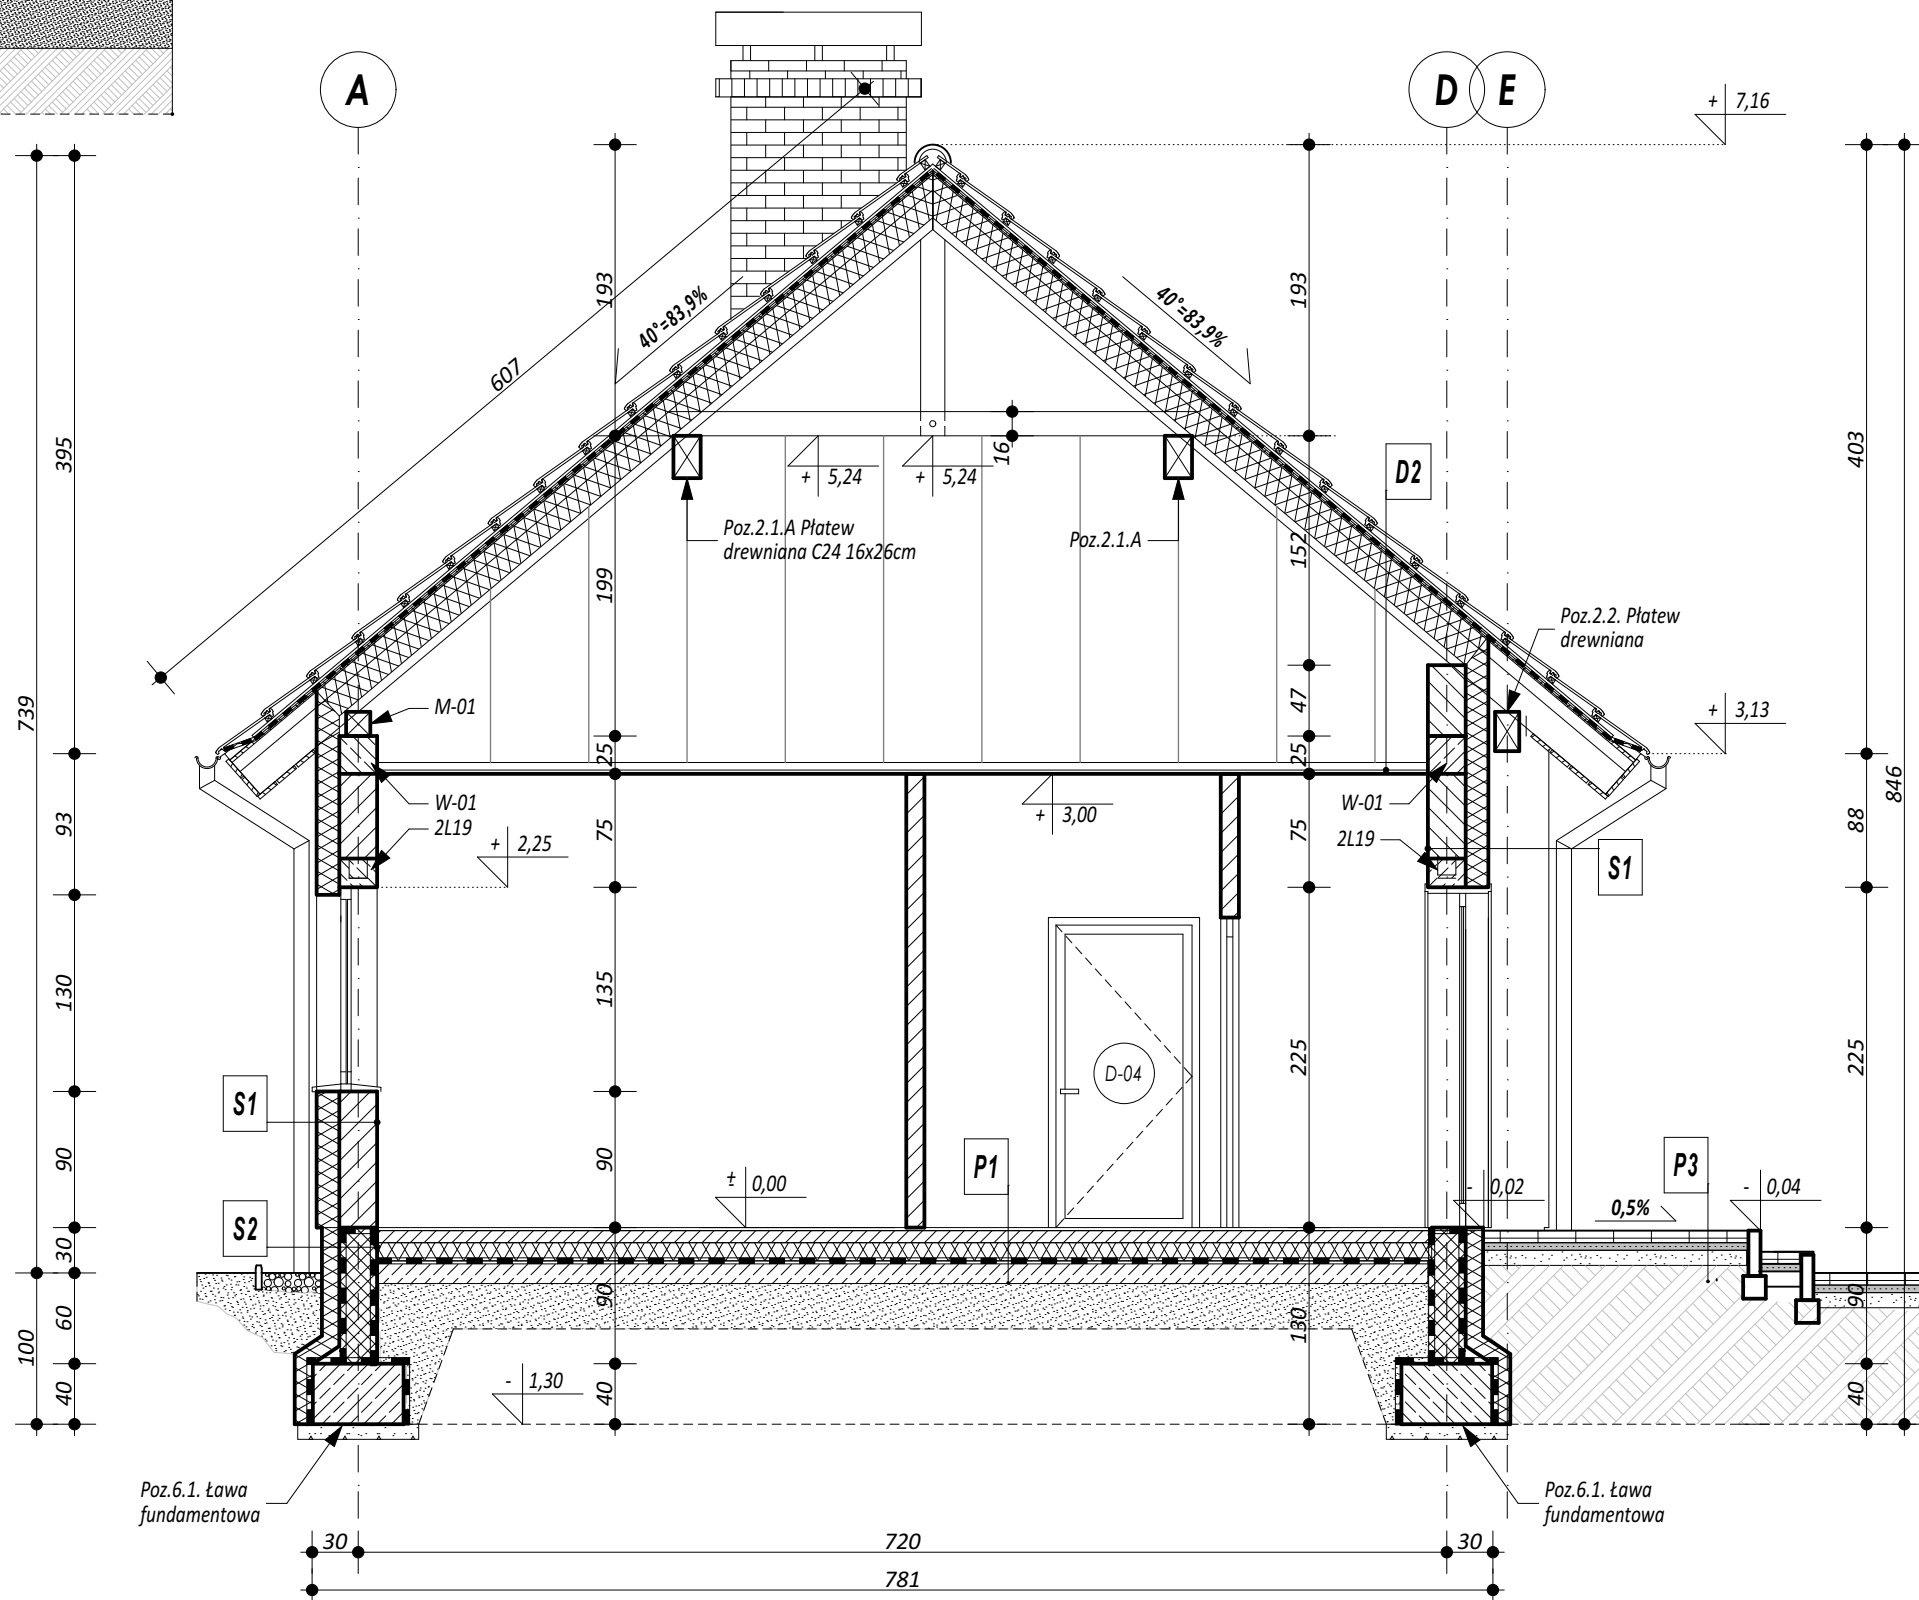 A
D
E
+ 7,16
193
193
40°=83,9%
40°=83,9%
607
395
403
16
+ 5,24
+ 5,24
D2
Poz.2.1.A Płatew
drewniana C24 16x26cm
Poz.2.1.A
152
199
Poz.2.2. Płatew
drewniana
739
M-01
47
+ 3,13
25
25
846
93
W-01
2L19
+ 2,25
75
+ 3,00
75
W-01
2L19
88
S1
130
135
225
225
D-04
S1
90
90
P1
P3
± 0,00
- 0,02
- 0,04
0,5%
S2
30
60
90
130
90
100
40
- 1,30
40
40
Poz.6.1. Ława
fundamentowa
Poz.6.1. Ława
fundamentowa
30
720
30
781